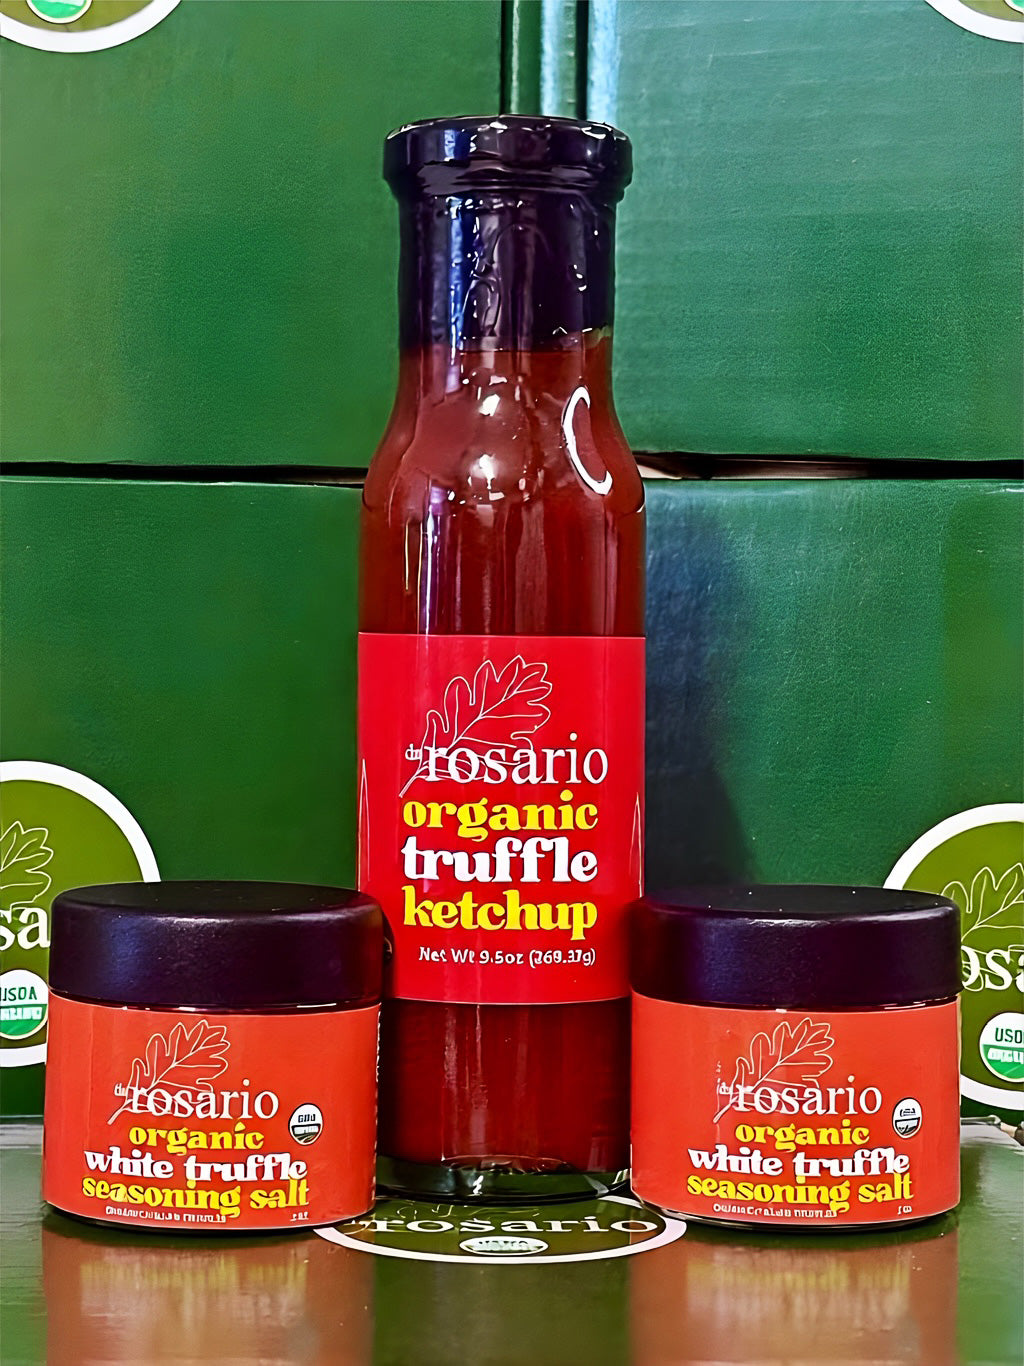 rosario
organic
truffle
ketchup
Net Wt 9.5oz (269.37g)
rosario
organic
white truffle
seasoning salt
rosario
organic
white truffle
seasoning salt
rosario
USDA